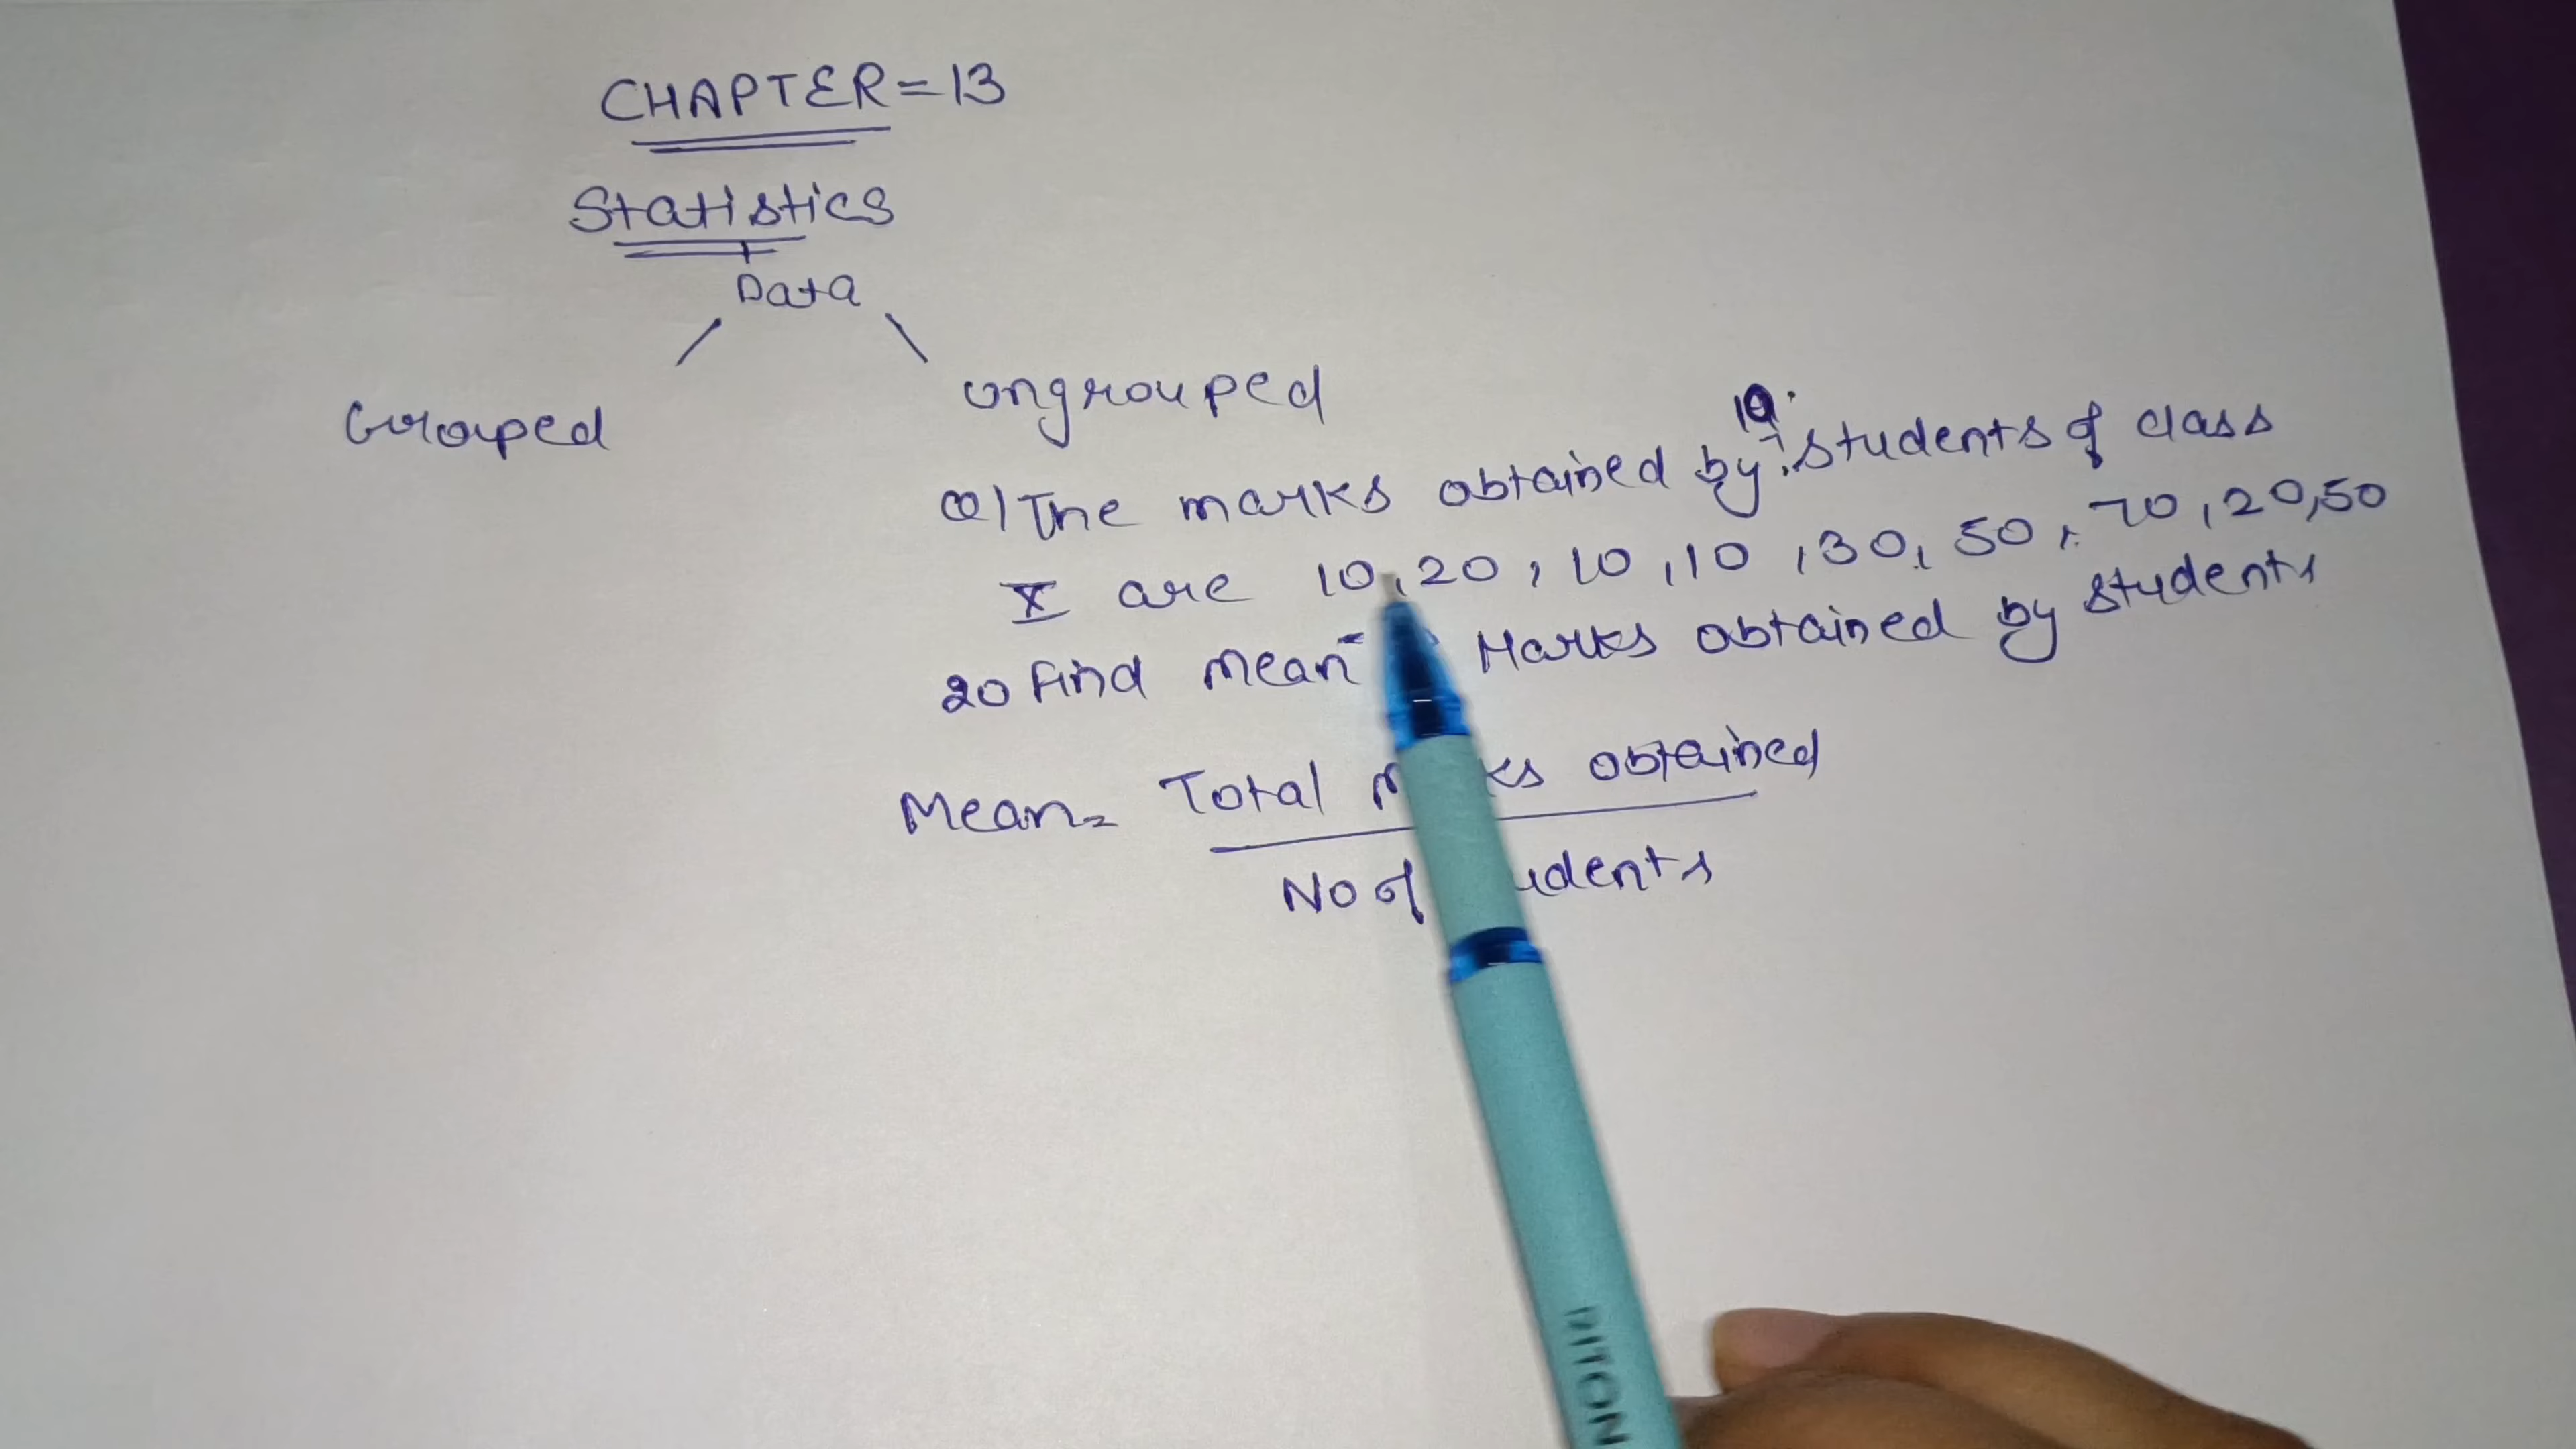 CHAPTER=13
Statistics
Data
Grouped
ungrouped
10
Q) The marks obtained by students of class
X are 10, 20, 10, 10, 30, 50, 70, 20, 50
20 Find Mean Marks obtained by students
Mean = Total obtained
No of